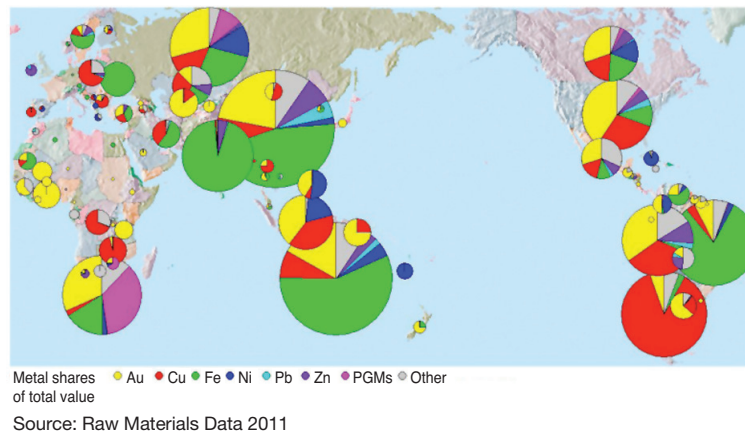 Metal shares Au Cu Fe Ni Pb Zn PGMs Other
of total value
Source: Raw Materials Data 2011